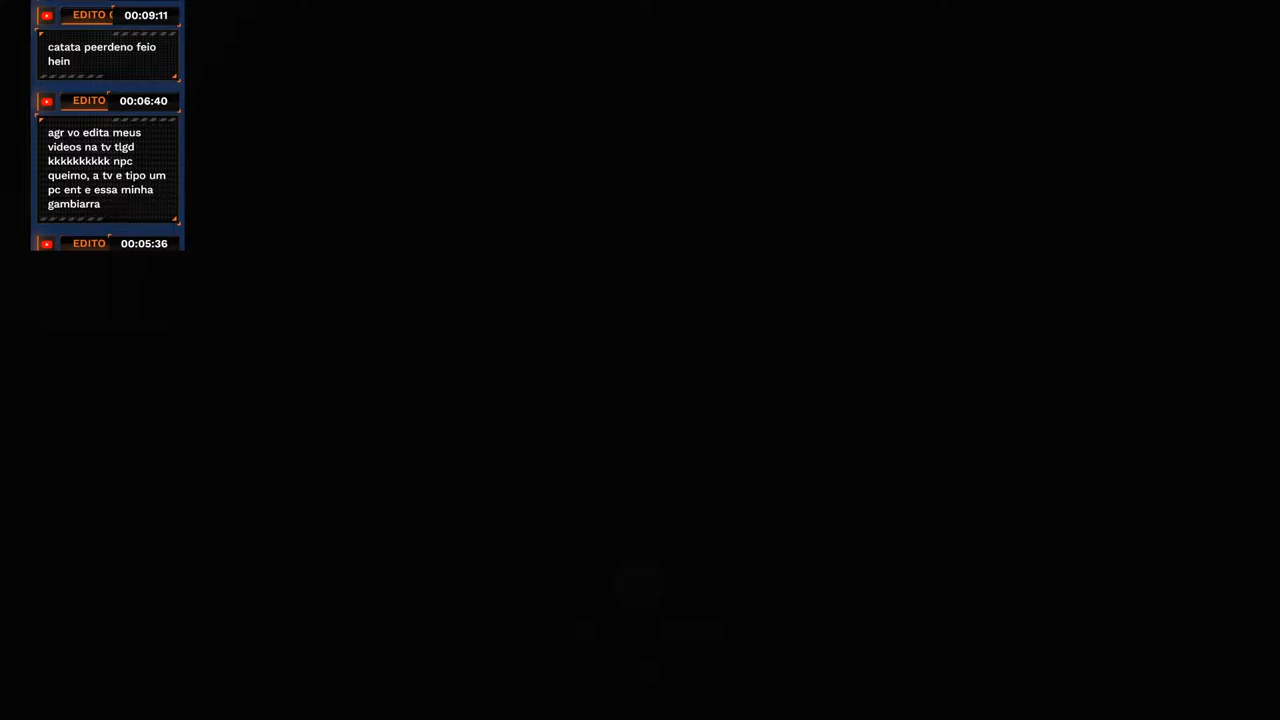 EDITO 00:09:11
catata peerdeno feio
hein
EDITO 00:06:40
agr vo edita meus
videos na tv tlgd
kkkkkkkkkk npc
queimo, a tv e tipo um
pc ent e essa minha
gambiarra
EDITO 00:05:36